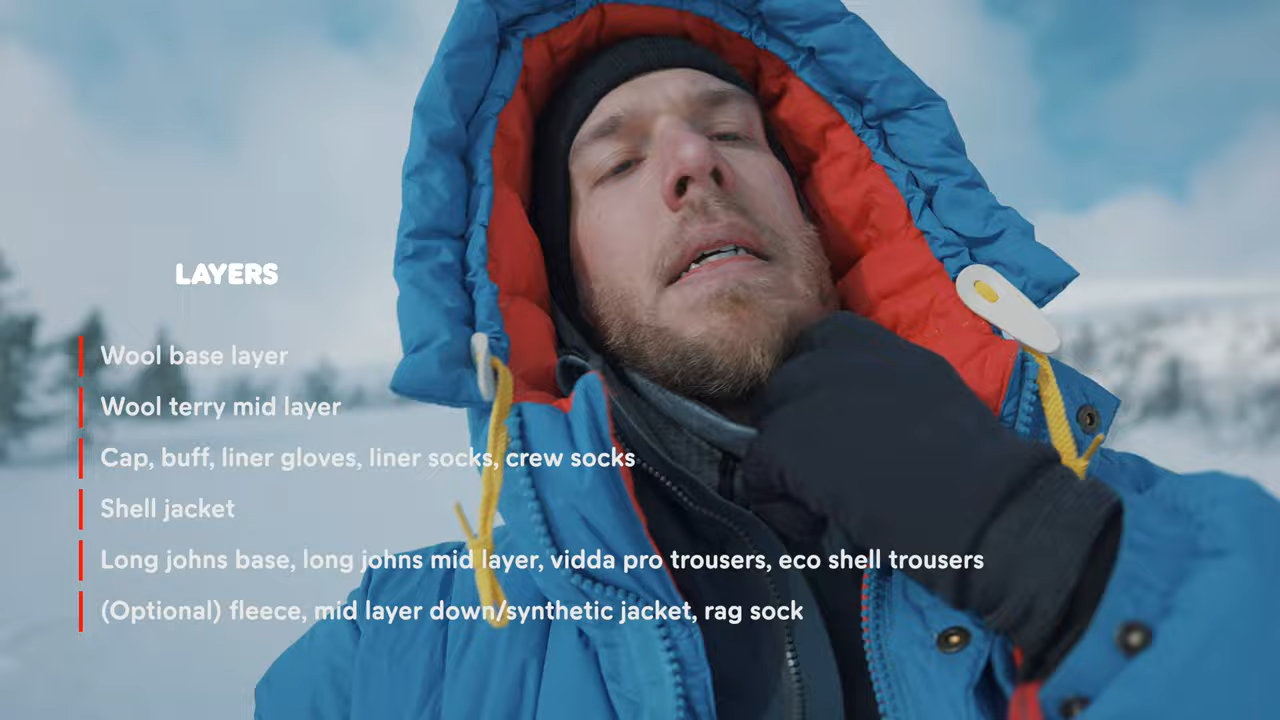 LAYERS
Wool base layer
Wool terry mid layer
Cap, buff, liner gloves, liner socks, crew socks
Shell jacket
Long johns base, long johns mid layer, vidda pro trousers, eco shell trousers
(Optional) fleece, mid layer down/synthetic jacket, rag sock